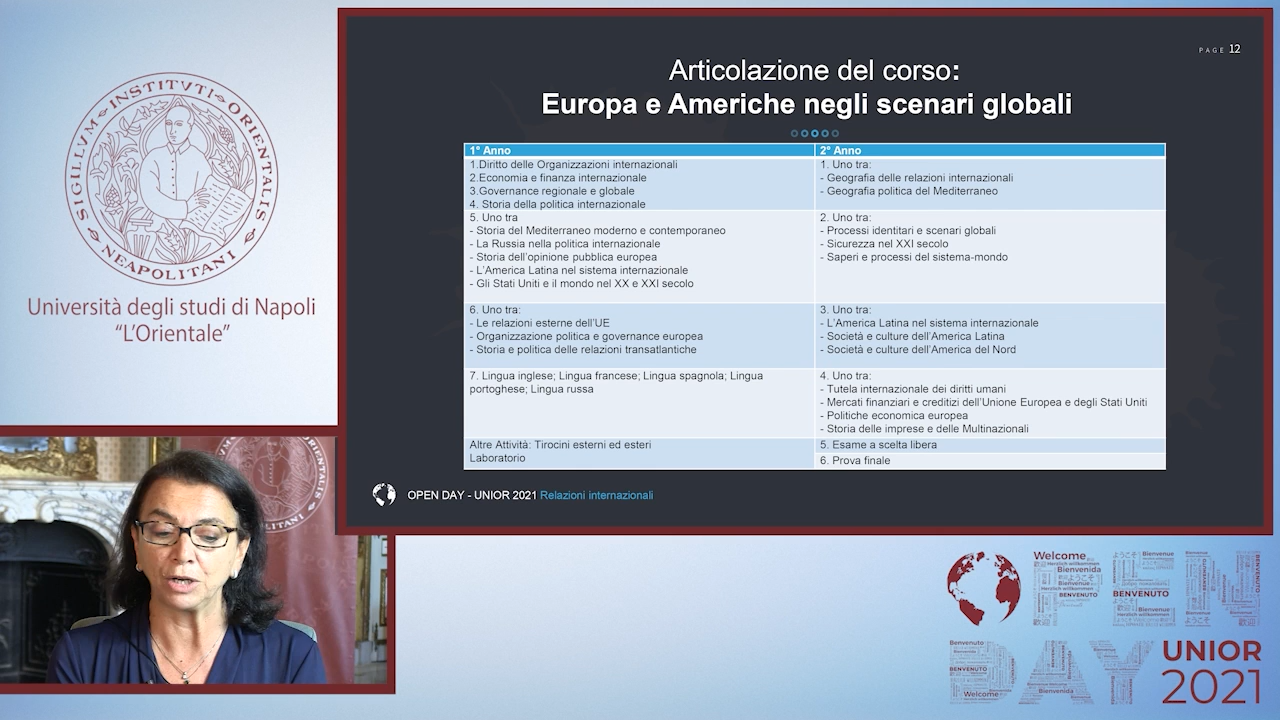 SIGILLVM INSTITVTI ORIENTALIS NEAPOLITANI
Università degli studi di Napoli
“L’Orientale”
PAGE 12
Articolazione del corso:
Europa e Americhe negli scenari globali
1° Anno
1.Diritto delle Organizzazioni internazionali
2.Economia e finanza internazionale
3.Governance regionale e globale
4. Storia della politica internazionale
5. Uno tra
- Storia del Mediterraneo moderno e contemporaneo
- La Russia nella politica internazionale
- Storia dell’opinione pubblica europea
- L’America Latina nel sistema internazionale
- Gli Stati Uniti e il mondo nel XX e XXI secolo
6. Uno tra:
- Le relazioni esterne dell’UE
- Organizzazione politica e governance europea
- Storia e politica delle relazioni transatlantiche
7. Lingua inglese; Lingua francese; Lingua spagnola; Lingua
portoghese; Lingua russa
Altre Attività: Tirocini esterni ed esteri
Laboratorio
2° Anno
1. Uno tra:
- Geografia delle relazioni internazionali
- Geografia politica del Mediterraneo
2. Uno tra:
- Processi identitari e scenari globali
- Sicurezza nel XXI secolo
- Saperi e processi del sistema-mondo
3. Uno tra:
- L’America Latina nel sistema internazionale
- Società e culture dell’America Latina
- Società e culture dell’America del Nord
4. Uno tra:
- Tutela internazionale dei diritti umani
- Mercati finanziari e creditizi dell’Unione Europea e degli Stati Uniti
- Politiche economica europea
- Storia delle imprese e delle Multinazionali
5. Esame a scelta libera
6. Prova finale
OPEN DAY - UNIOR 2021 Relazioni internazionali
OPEN
DAY UNIOR
2021